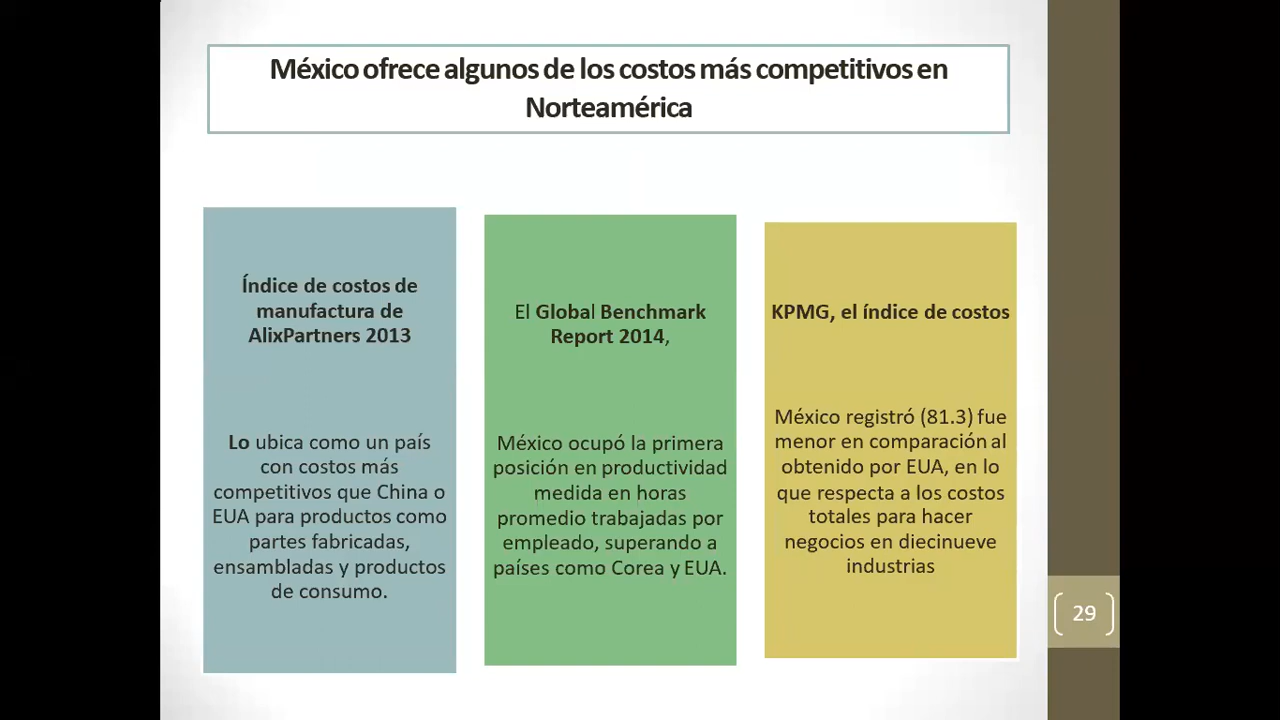 México ofrece algunos de los costos más competitivos en
Norteamérica
Índice de costos de
manufactura de
AlixPartners 2013
Lo ubica como un país
con costos más
competitivos que China o
EUA para productos como
partes fabricadas,
ensambladas y productos
de consumo.
El Global Benchmark
Report 2014,
México ocupó la primera
posición en productividad
medida en horas
promedio trabajadas por
empleado, superando a
países como Corea y EUA.
KPMG, el índice de costos
México registró (81.3) fue
menor en comparación al
obtenido por EUA, en lo
que respecta a los costos
totales para hacer
negocios en diecinueve
industrias
29